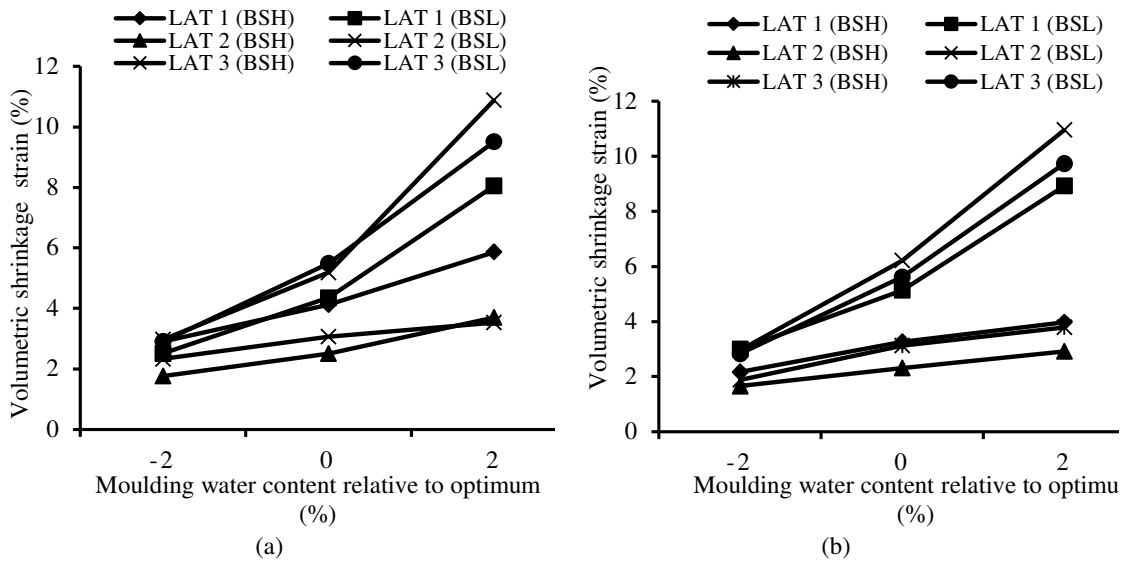 LAT 1 (BSH) LAT 1 (BSL)
LAT 2 (BSH) LAT 2 (BSL)
LAT 3 (BSH) LAT 3 (BSL)
Volumetric shrinkage strain (%)
12
10
8
6
4
2
0
-2 0 2
Moulding water content relative to optimum
(%)
(a)
LAT 1 (BSH) LAT 1 (BSL)
LAT 2 (BSH) LAT 2 (BSL)
LAT 3 (BSH) LAT 3 (BSL)
Volumetric shrinkage strain (%)
12
10
8
6
4
2
0
-2 0 2
Moulding water content relative to optimu
(%)
(b)